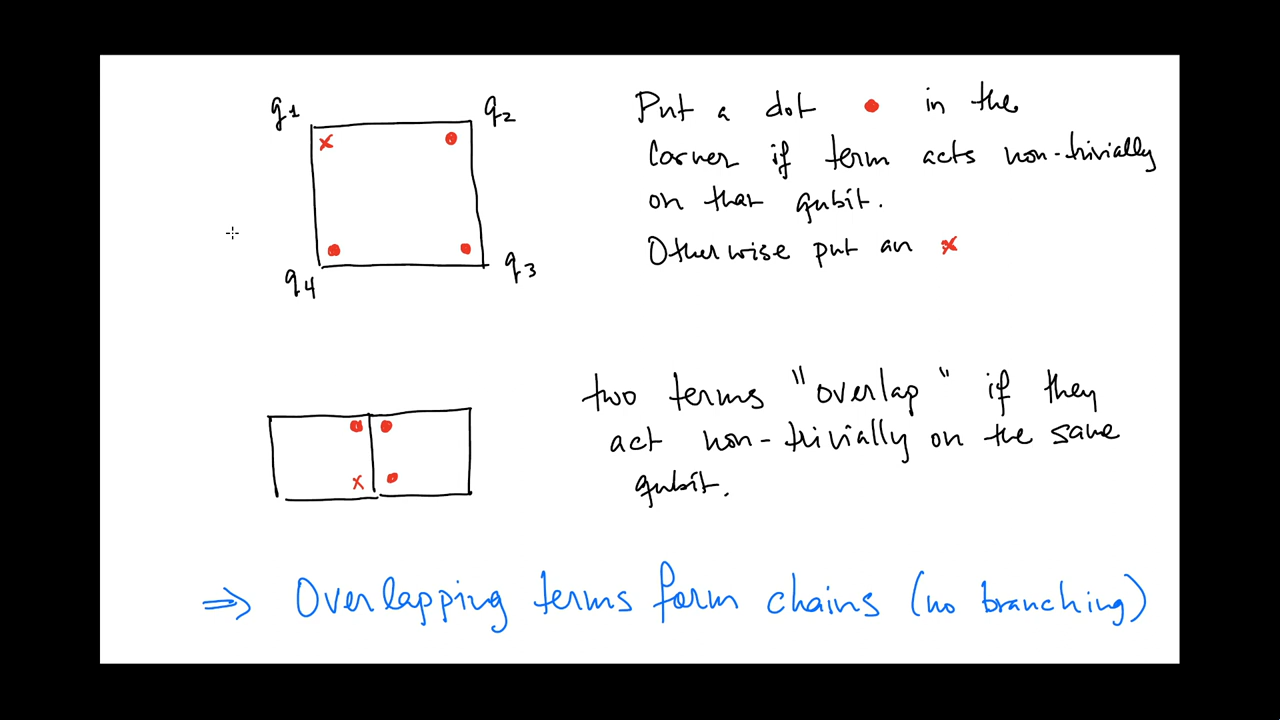 q1
q2
Put a dot • in the
Corner if term acts non-trivially
on that qubit.
Otherwise put an x
x
q4
q3
two terms "overlap" if they
act non-trivially on the same
qubit.
x
⇒ Overlapping terms form chains (no branching)